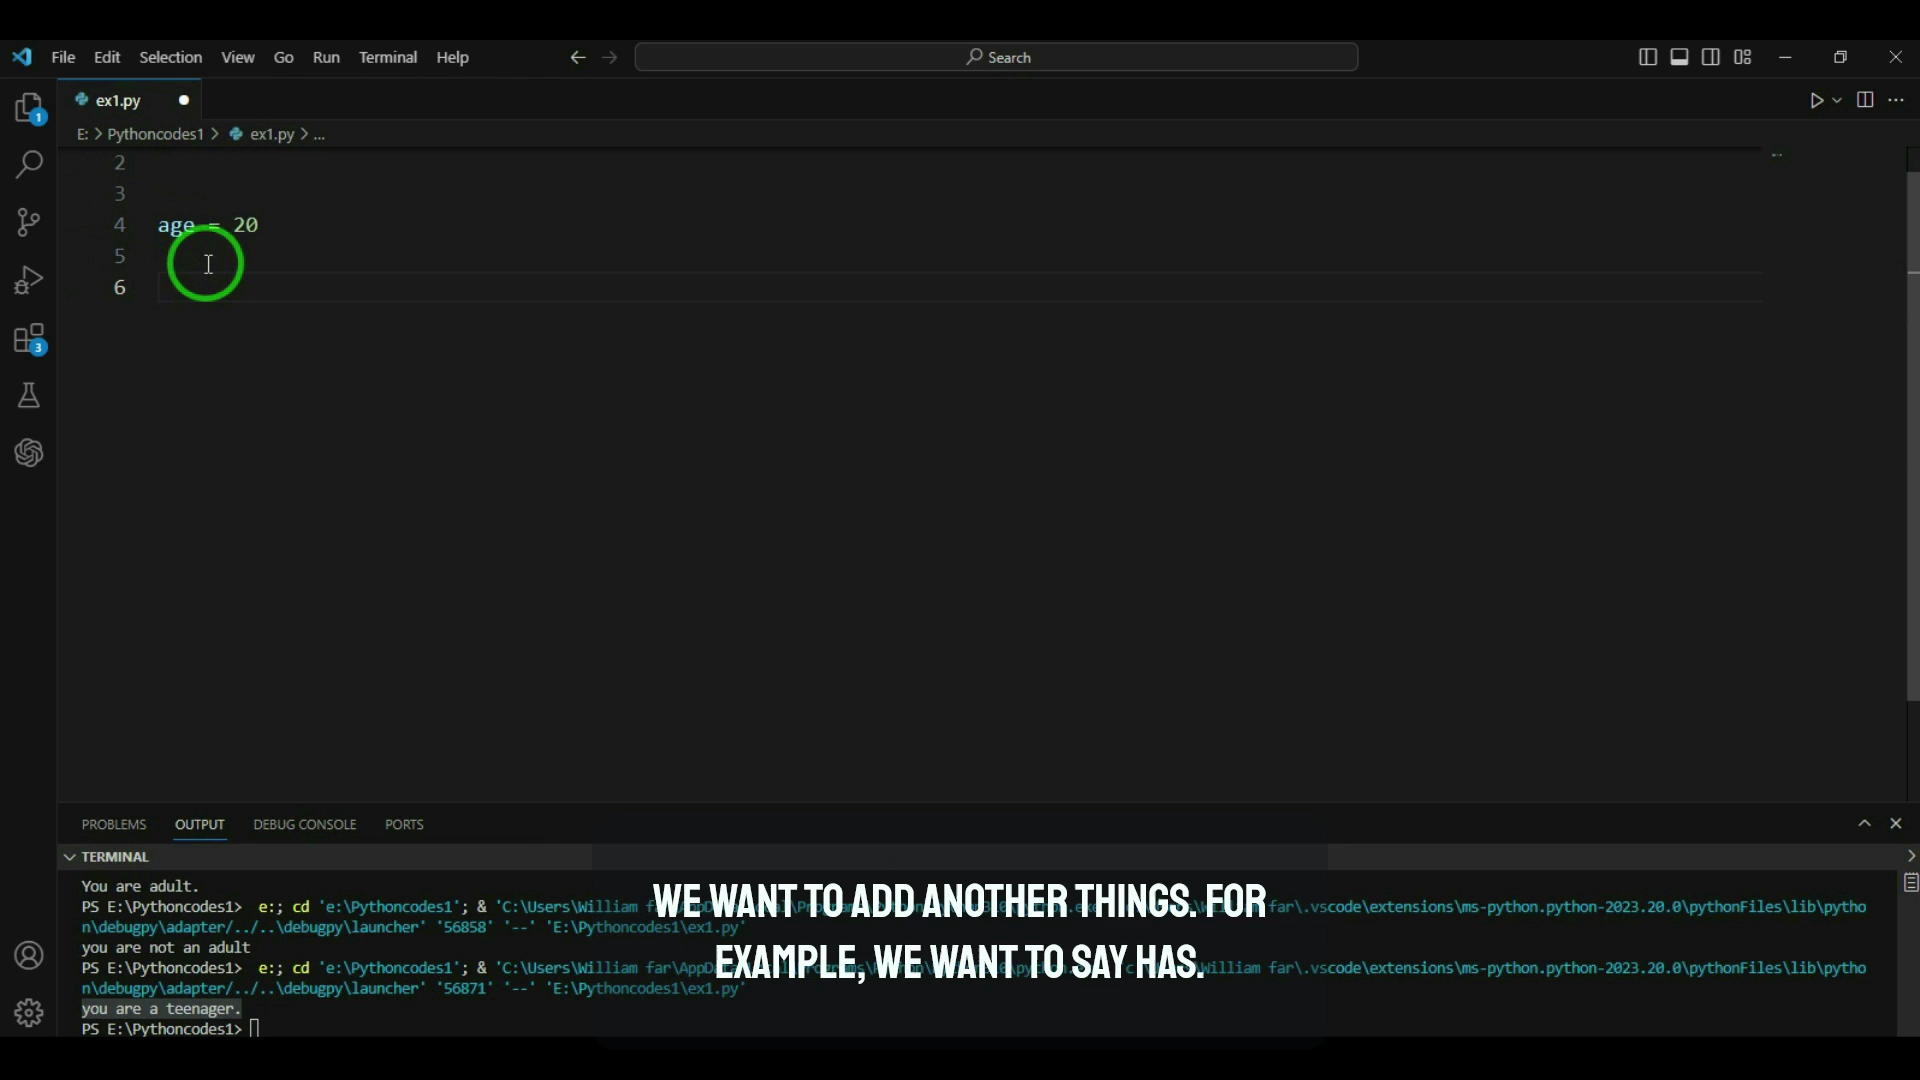 File Edit Selection View Go Run Terminal Help
Search
ex1.py
E: > Pythoncodes1 > ex1.py > ...
1
2
3
4 age = 20
5
6
3
PROBLEMS OUTPUT DEBUG CONSOLE PORTS
TERMINAL
You are adult.
PS E:\Pythoncodes1> e:; cd 'e:\Pythoncodes1'; & 'C:\Users\William far\.vscode\extensions\ms-python.python-2023.20.0\pythonFiles\lib\pytho
n\debugpy\adapter/../..\debugpy\launcher' '56858' '--' 'E:\Pythoncodes1\ex1.py'
you are not an adult
PS E:\Pythoncodes1> e:; cd 'e:\Pythoncodes1'; & 'C:\Users\William far\.vscode\extensions\ms-python.python-2023.20.0\pythonFiles\lib\pytho
n\debugpy\adapter/../..\debugpy\launcher' '56871' '--' 'E:\Pythoncodes1\ex1.py'
you are a teenager.
PS E:\Pythoncodes1>
WE WANT TO ADD ANOTHER THINGS. FOR
EXAMPLE, WE WANT TO SAY HAS.